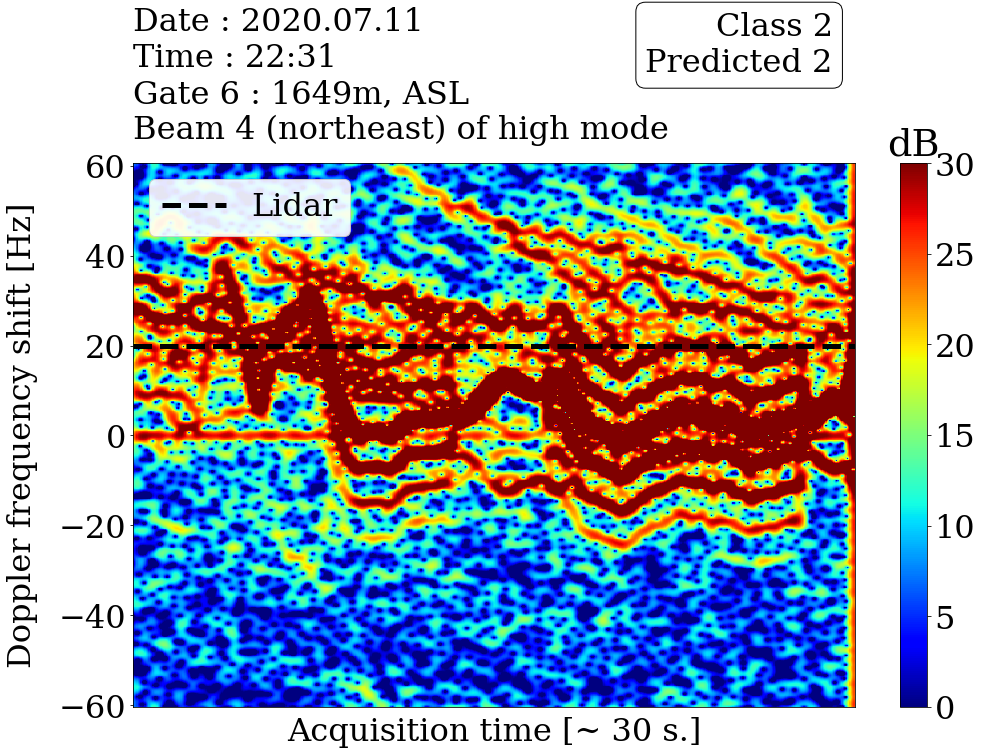 Date : 2020.07.11
Time : 22:31
Gate 6 : 1649m, ASL
Beam 4 (northeast) of high mode
Class 2
Predicted 2
dB
Lidar
Doppler frequency shift [Hz]
60
40
20
0
−20
−40
−60
30
25
20
15
10
5
0
Acquisition time [~ 30 s.]